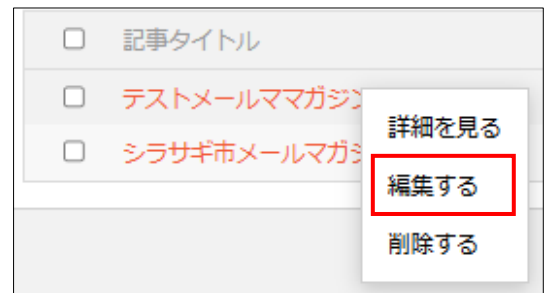 記事タイトル
テストメールママガジン
詳細を見る
シラサギ市メールマガジ
編集する
削除する